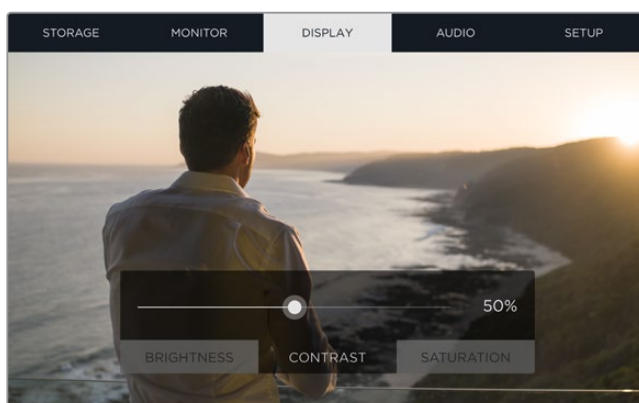 STORAGE MONITOR DISPLAY AUDIO SETUP
50%
BRIGHTNESS CONTRAST SATURATION